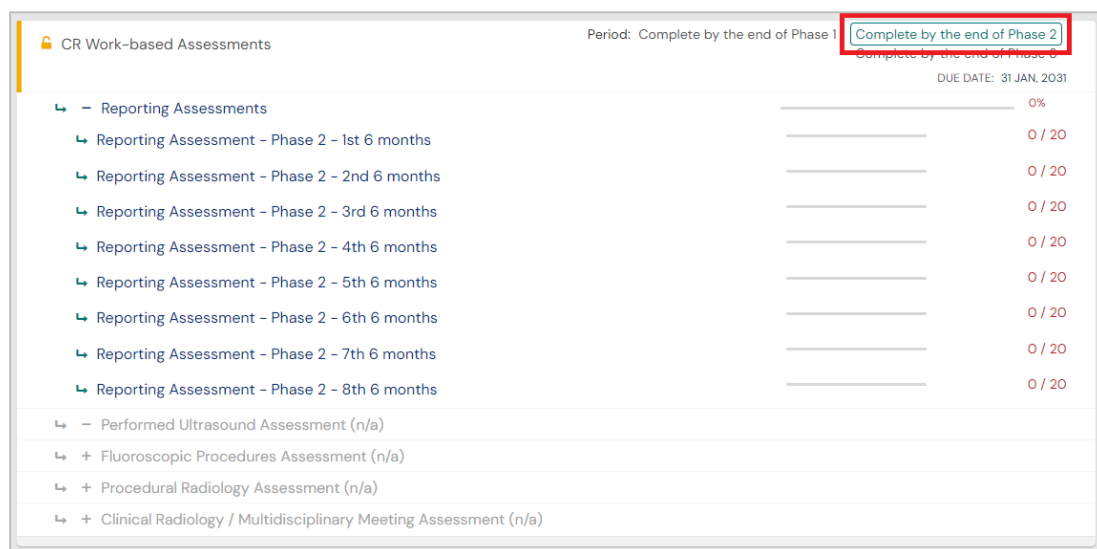 CR Work-based Assessments
Period: Complete by the end of Phase 1 Complete by the end of Phase 2
Complete by the end of Phase 3
DUE DATE: 31 JAN, 2031
− Reporting Assessments 0%
Reporting Assessment - Phase 2 - 1st 6 months 0 / 20
Reporting Assessment - Phase 2 - 2nd 6 months 0 / 20
Reporting Assessment - Phase 2 - 3rd 6 months 0 / 20
Reporting Assessment - Phase 2 - 4th 6 months 0 / 20
Reporting Assessment - Phase 2 - 5th 6 months 0 / 20
Reporting Assessment - Phase 2 - 6th 6 months 0 / 20
Reporting Assessment - Phase 2 - 7th 6 months 0 / 20
Reporting Assessment - Phase 2 - 8th 6 months 0 / 20
− Performed Ultrasound Assessment (n/a)
+ Fluoroscopic Procedures Assessment (n/a)
+ Procedural Radiology Assessment (n/a)
+ Clinical Radiology / Multidisciplinary Meeting Assessment (n/a)